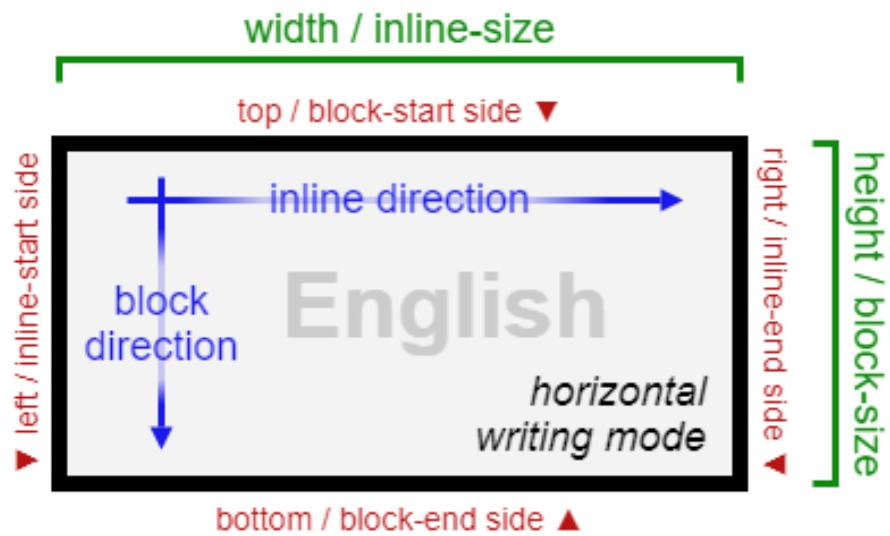 width / inline-size
top / block-start side ▼
▼ left / inline-start side
inline direction
right / inline-end side ▼
height / block-size
English
block
direction
horizontal
writing mode
bottom / block-end side ▲